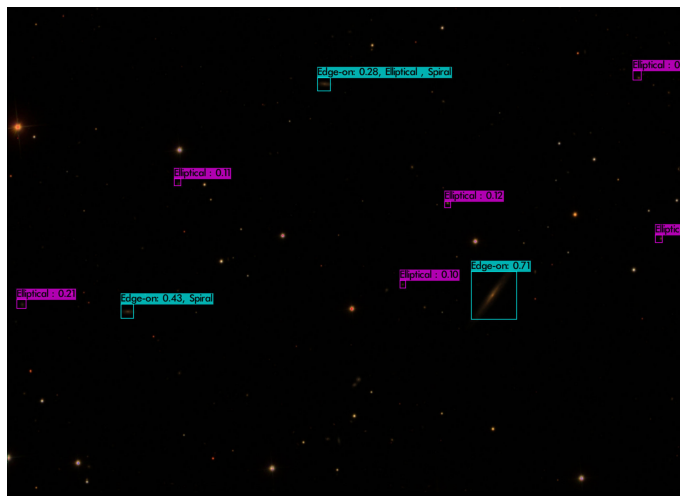 Elliptical : 0
Edge-on: 0.28, Elliptical , Spiral
Elliptical : 0.11
Elliptical : 0.12
Elliptic
Edge-on: 0.71
Elliptical : 0.10
Elliptical : 0.21
Edge-on: 0.43, Spiral